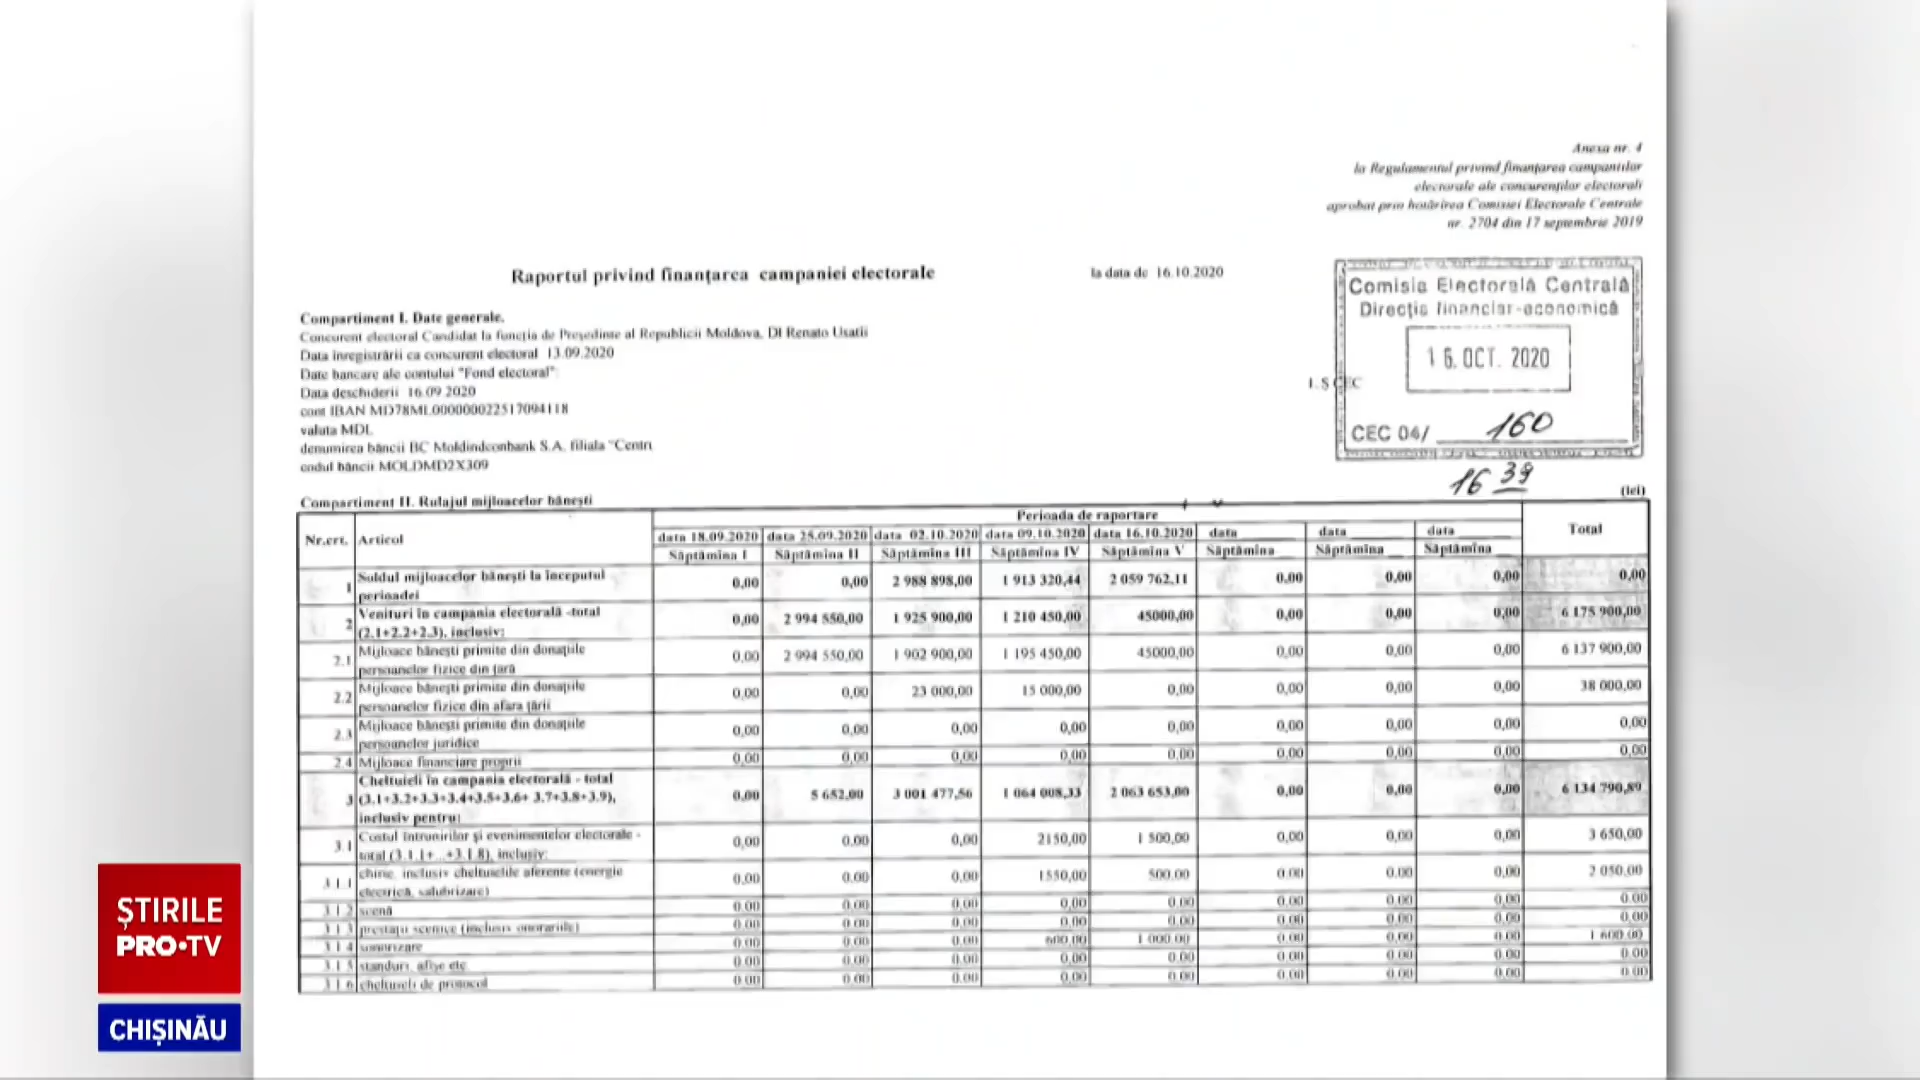 Anexa nr. 4
la Regulamentul privind finanțarea campaniilor
electorale ale concurenților electorali
aprobat prin hotărîrea Comisiei Electorale Centrale
nr. 2704 din 17 septembrie 2019
Raportul privind finanțarea campaniei electorale la data de 16.10.2020
Comisia Electorală Centrală
Direcția financiar-economică
16. OCT. 2020
CEC 04/ 160
16 39
Compartiment I. Date generale.
Concurent electoral Candidat la funcția de Președinte al Republicii Moldova, Dl Renato Usatîi
Data înregistrării ca concurent electoral 13.09.2020
Date bancare ale contului "Fond electoral":
Data deschiderii 16.09.2020
cont IBAN MD78ML000000022517094118
valuta MDL
denumirea băncii BC Moldindconbank S.A. filiala "Centru
codul băncii MOLDMD2X309
Compartiment II. Rulajul mijloacelor bănești (lei)
Nr.crt. Articol Perioada de raportare Total
data 18.09.2020 data 25.09.2020 data 02.10.2020 data 09.10.2020 data 16.10.2020 data data data
Săptămîna I Săptămîna II Săptămîna III Săptămîna IV Săptămîna V Săptămîna Săptămîna Săptămîna
1 Soldul mijloacelor bănești la începutul perioadei 0,00 0,00 2 988 898,00 1 913 320,44 2 059 762,11 0,00 0,00 0,00 0,00
2 Venituri în campania electorală -total (2.1+2.2+2.3), inclusiv: 0,00 2 994 550,00 1 925 900,00 1 210 450,00 45000,00 0,00 0,00 0,00 6 175 900,00
2.1 Mijloace bănești primite din donațiile persoanelor fizice din țară 0,00 2 994 550,00 1 902 900,00 1 195 450,00 45000,00 0,00 0,00 0,00 6 137 900,00
2.2 Mijloace bănești primite din donațiile persoanelor fizice din afara țării 0,00 0,00 23 000,00 15 000,00 0,00 0,00 0,00 0,00 38 000,00
2.3 Mijloace bănești primite din donațiile persoanelor juridice 0,00 0,00 0,00 0,00 0,00 0,00 0,00 0,00 0,00
2.4 Mijloace financiare proprii 0,00 0,00 0,00 0,00 0,00 0,00 0,00 0,00 0,00
3 Cheltuieli în campania electorală - total (3.1+3.2+3.3+3.4+3.5+3.6+ 3.7+3.8+3.9), inclusiv pentru: 0,00 5 652,00 3 001 477,56 1 064 008,33 2 063 653,00 0,00 0,00 0,00 6 134 790,89
3.1 Costul întrunirilor și evenimentelor electorale - total (3.1.1+...+3.1.8), inclusiv: 0,00 0,00 0,00 2150,00 1 500,00 0,00 0,00 0,00 3 650,00
3.1.1 chirie, inclusiv cheltuielile aferente (energie electrică, salubrizare) 0,00 0,00 0,00 1550,00 500,00 0,00 0,00 0,00 2 050,00
3.1.2 scenă 0,00 0,00 0,00 0,00 0,00 0,00 0,00 0,00 0,00
3.1.3 prestații scenice (inclusiv onorariile) 0,00 0,00 0,00 0,00 0,00 0,00 0,00 0,00 0,00
3.1.4 sonorizare 0,00 0,00 0,00 600,00 1 000,00 0,00 0,00 0,00 1 600,00
3.1.5 standuri, afișe etc 0,00 0,00 0,00 0,00 0,00 0,00 0,00 0,00 0,00
3.1.6 cheltuieli de protocol 0,00 0,00 0,00 0,00 0,00 0,00 0,00 0,00 0,00
ȘTIRILE
PRO•TV
CHIȘINĂU